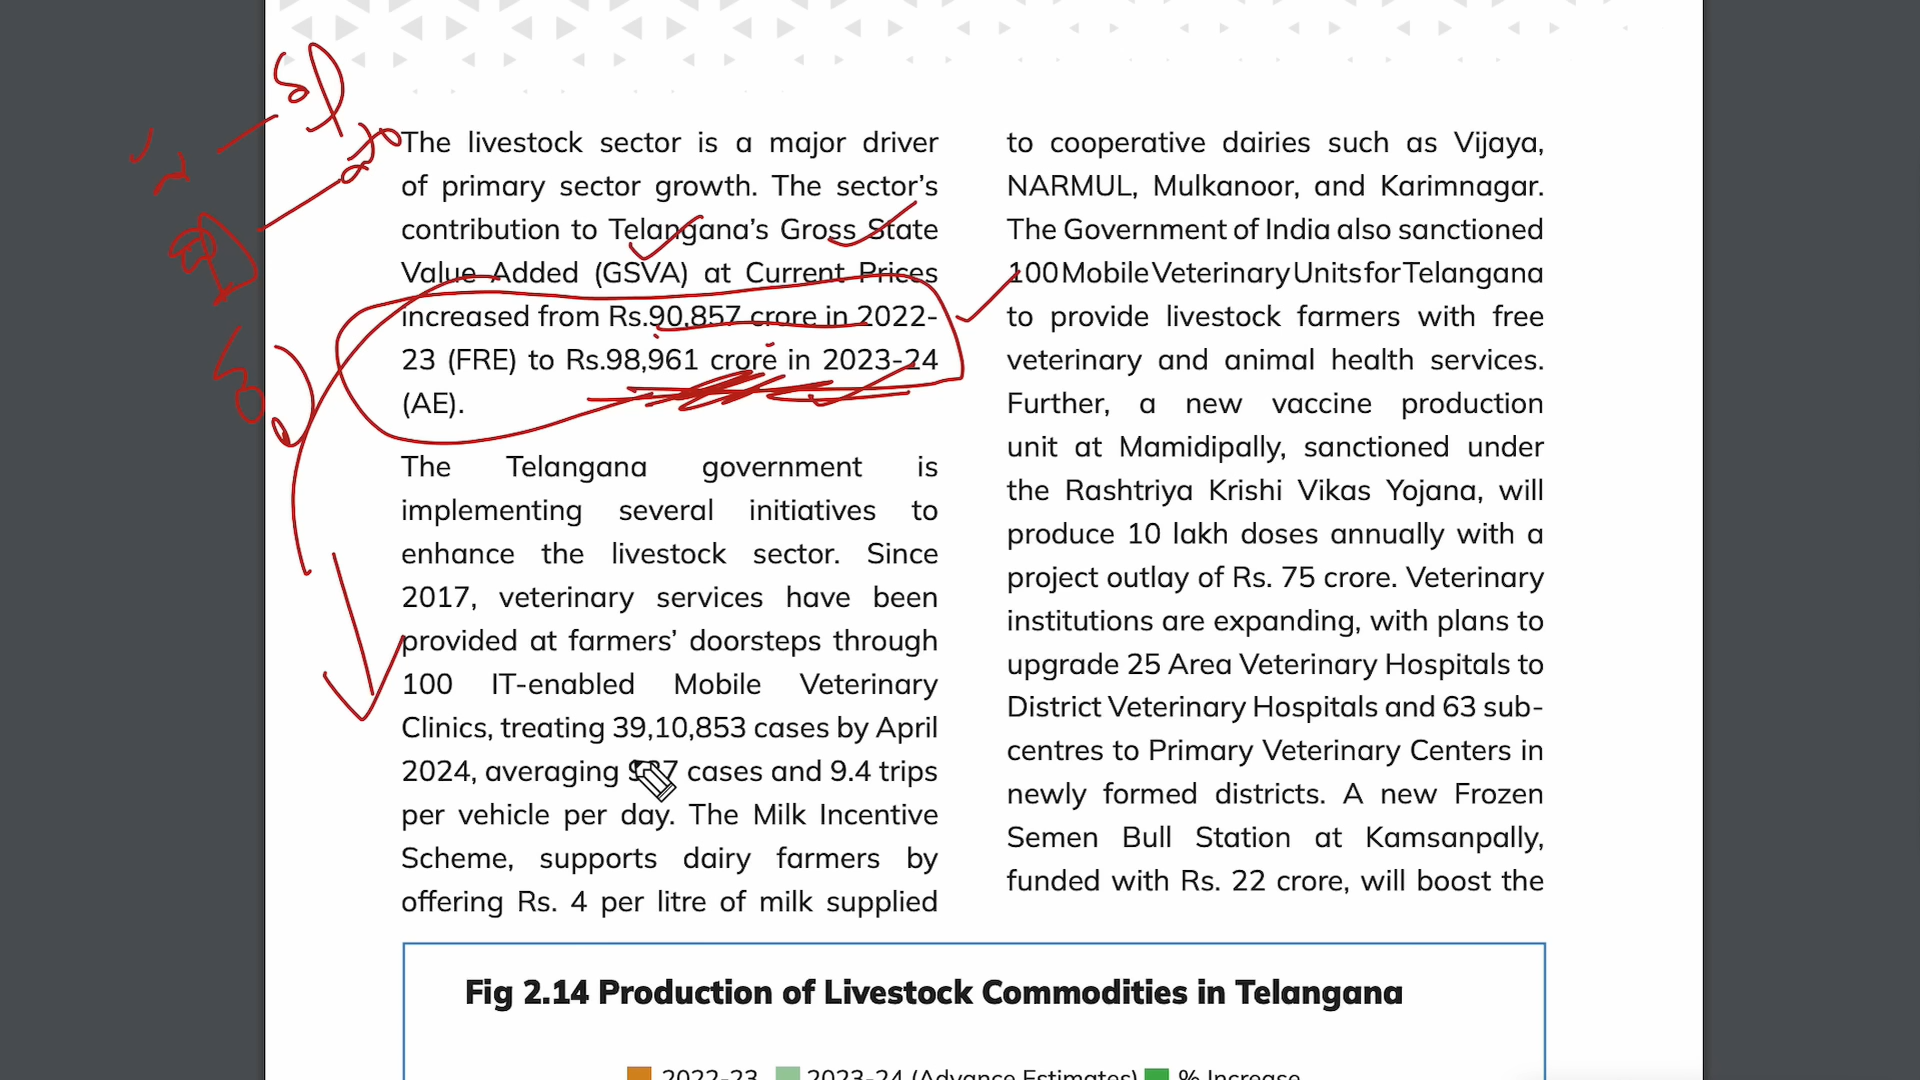 The livestock sector is a major driver
of primary sector growth. The sector’s
contribution to Telangana’s Gross State
Value Added (GSVA) at Current Prices
increased from Rs.90,857 crore in 2022-
23 (FRE) to Rs.98,961 crore in 2023-24
(AE).
The Telangana government is
implementing several initiatives to
enhance the livestock sector. Since
2017, veterinary services have been
provided at farmers’ doorsteps through
100 IT-enabled Mobile Veterinary
Clinics, treating 39,10,853 cases by April
2024, averaging cases and 9.4 trips
per vehicle per day. The Milk Incentive
Scheme, supports dairy farmers by
offering Rs. 4 per litre of milk supplied
to cooperative dairies such as Vijaya,
NARMUL, Mulkanoor, and Karimnagar.
The Government of India also sanctioned
100 Mobile Veterinary Units for Telangana
to provide livestock farmers with free
veterinary and animal health services.
Further, a new vaccine production
unit at Mamidipally, sanctioned under
the Rashtriya Krishi Vikas Yojana, will
produce 10 lakh doses annually with a
project outlay of Rs. 75 crore. Veterinary
institutions are expanding, with plans to
upgrade 25 Area Veterinary Hospitals to
District Veterinary Hospitals and 63 sub-
centres to Primary Veterinary Centers in
newly formed districts. A new Frozen
Semen Bull Station at Kamsanpally,
funded with Rs. 22 crore, will boost the
Fig 2.14 Production of Livestock Commodities in Telangana
2022-23 2023-24 (Advance Estimates) % Increase